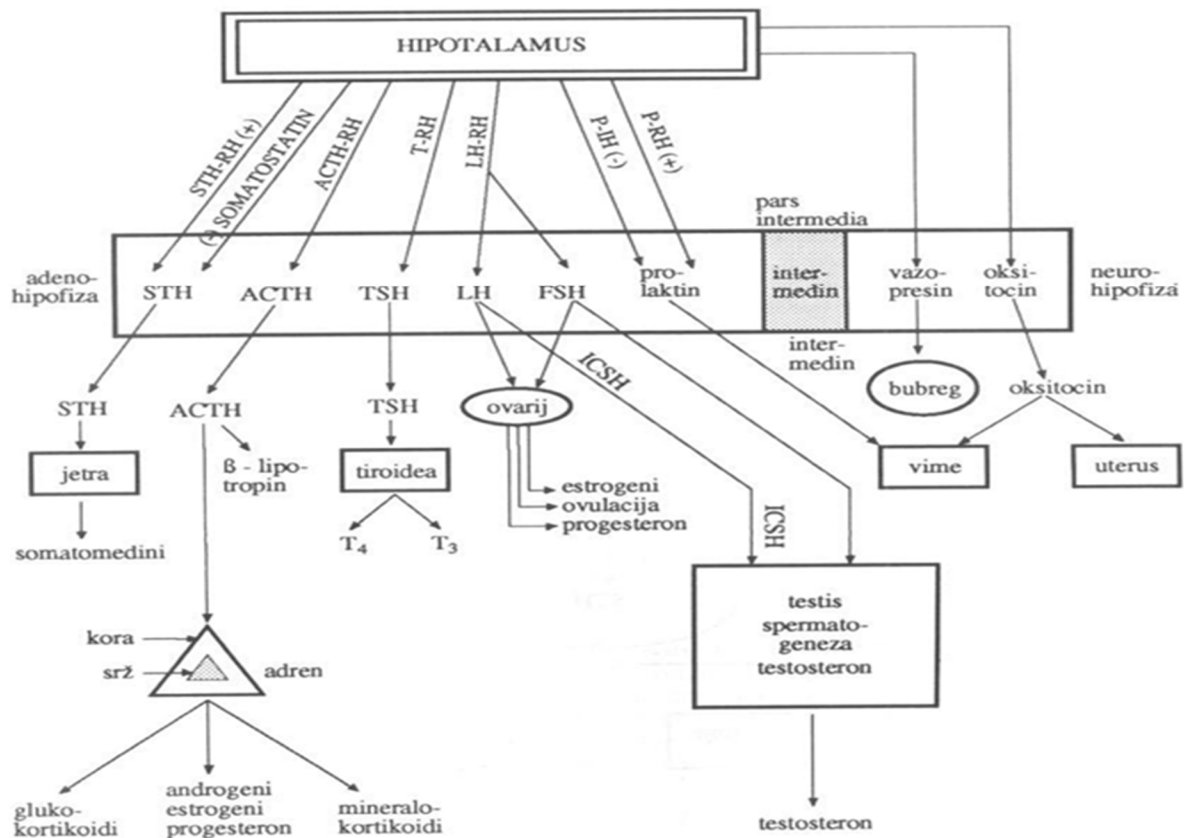 HIPOTALAMUS
STH-RH (+)
(-) SOMATOSTATIN
ACTH-RH
T-RH
LH-RH
P-IH (-)
P-RH (+)
pars
intermedia
adeno-
hipofiza
STH
ACTH
TSH
LH
FSH
pro-
laktin
inter-
medin
vazo-
presin
oksi-
tocin
neuro-
hipofiza
inter-
medin
ICSH
STH
ACTH
TSH
ovarij
bubreg
oksitocin
jetra
ß - lipo-
tropin
tiroidea
vime
uterus
estrogeni
ovulacija
progesteron
somatomedini
T₄
T₃
ICSH
testis
spermato-
geneza
testosteron
kora
srž
adren
gluko-
kortikoidi
androgeni
estrogeni
progesteron
mineralo-
kortikoidi
testosteron